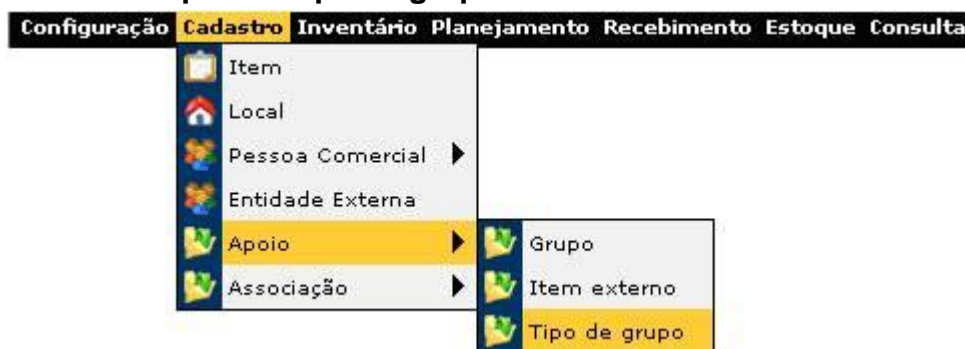 Configuração Cadastro Inventário Planejamento Recebimento Estoque Consulta
Item
Local
Pessoa Comercial
Entidade Externa
Apoio
Associação
Grupo
Item externo
Tipo de grupo